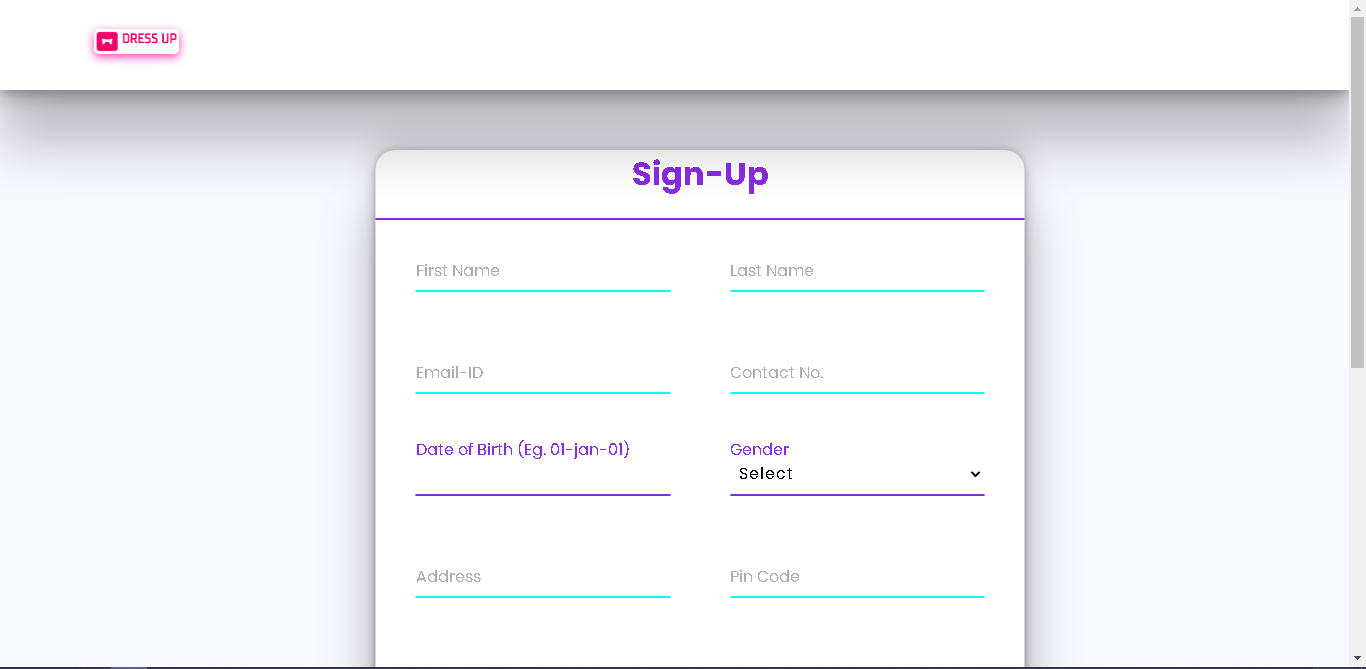 DRESS UP
Sign-Up
First Name
Last Name
Email-ID
Contact No.
Date of Birth (Eg. 01-jan-01)
Gender
Select
Address
Pin Code